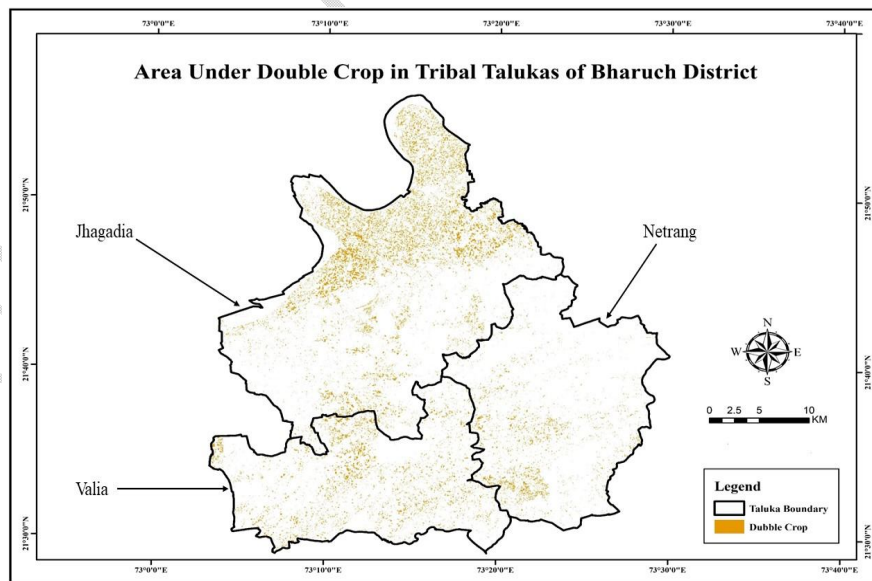 73°0'0"E 73°10'0"E 73°20'0"E 73°30'0"E 73°40'0"E
Area Under Double Crop in Tribal Talukas of Bharuch District
21°50'0"N
21°50'0"N
Jhagadia
Netrang
N
W E
S
21°40'0"N
21°40'0"N
0 2.5 5 10
KM
Valia
Legend
Taluka Boundary
Dubble Crop
21°30'0"N
21°30'0"N
73°0'0"E 73°10'0"E 73°20'0"E 73°30'0"E 73°40'0"E